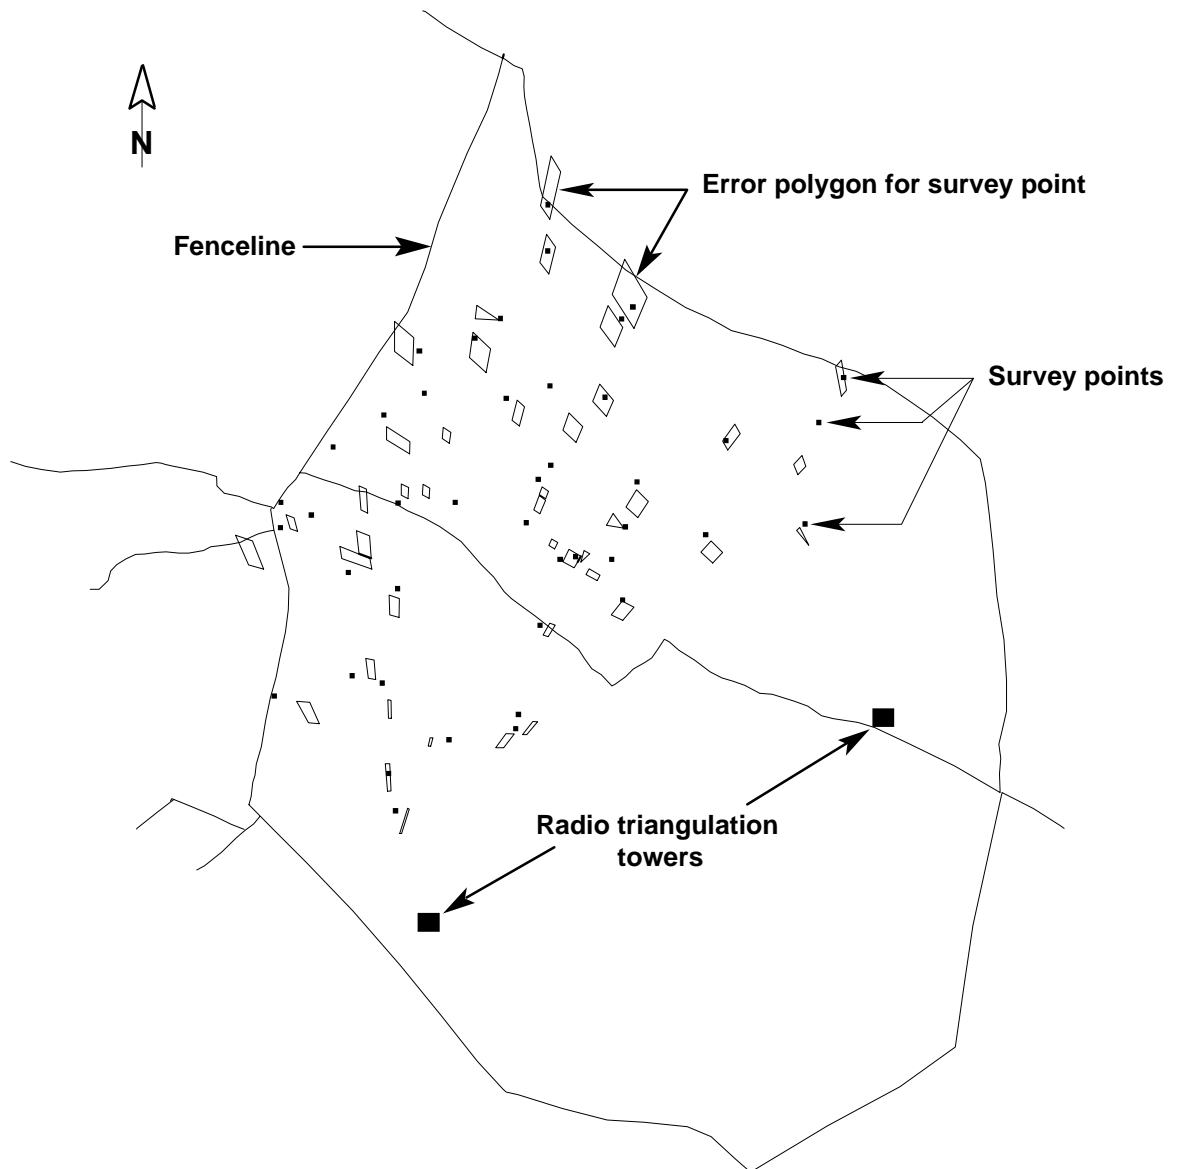 N
Error polygon for survey point
Fenceline
Survey points
Radio triangulation
towers